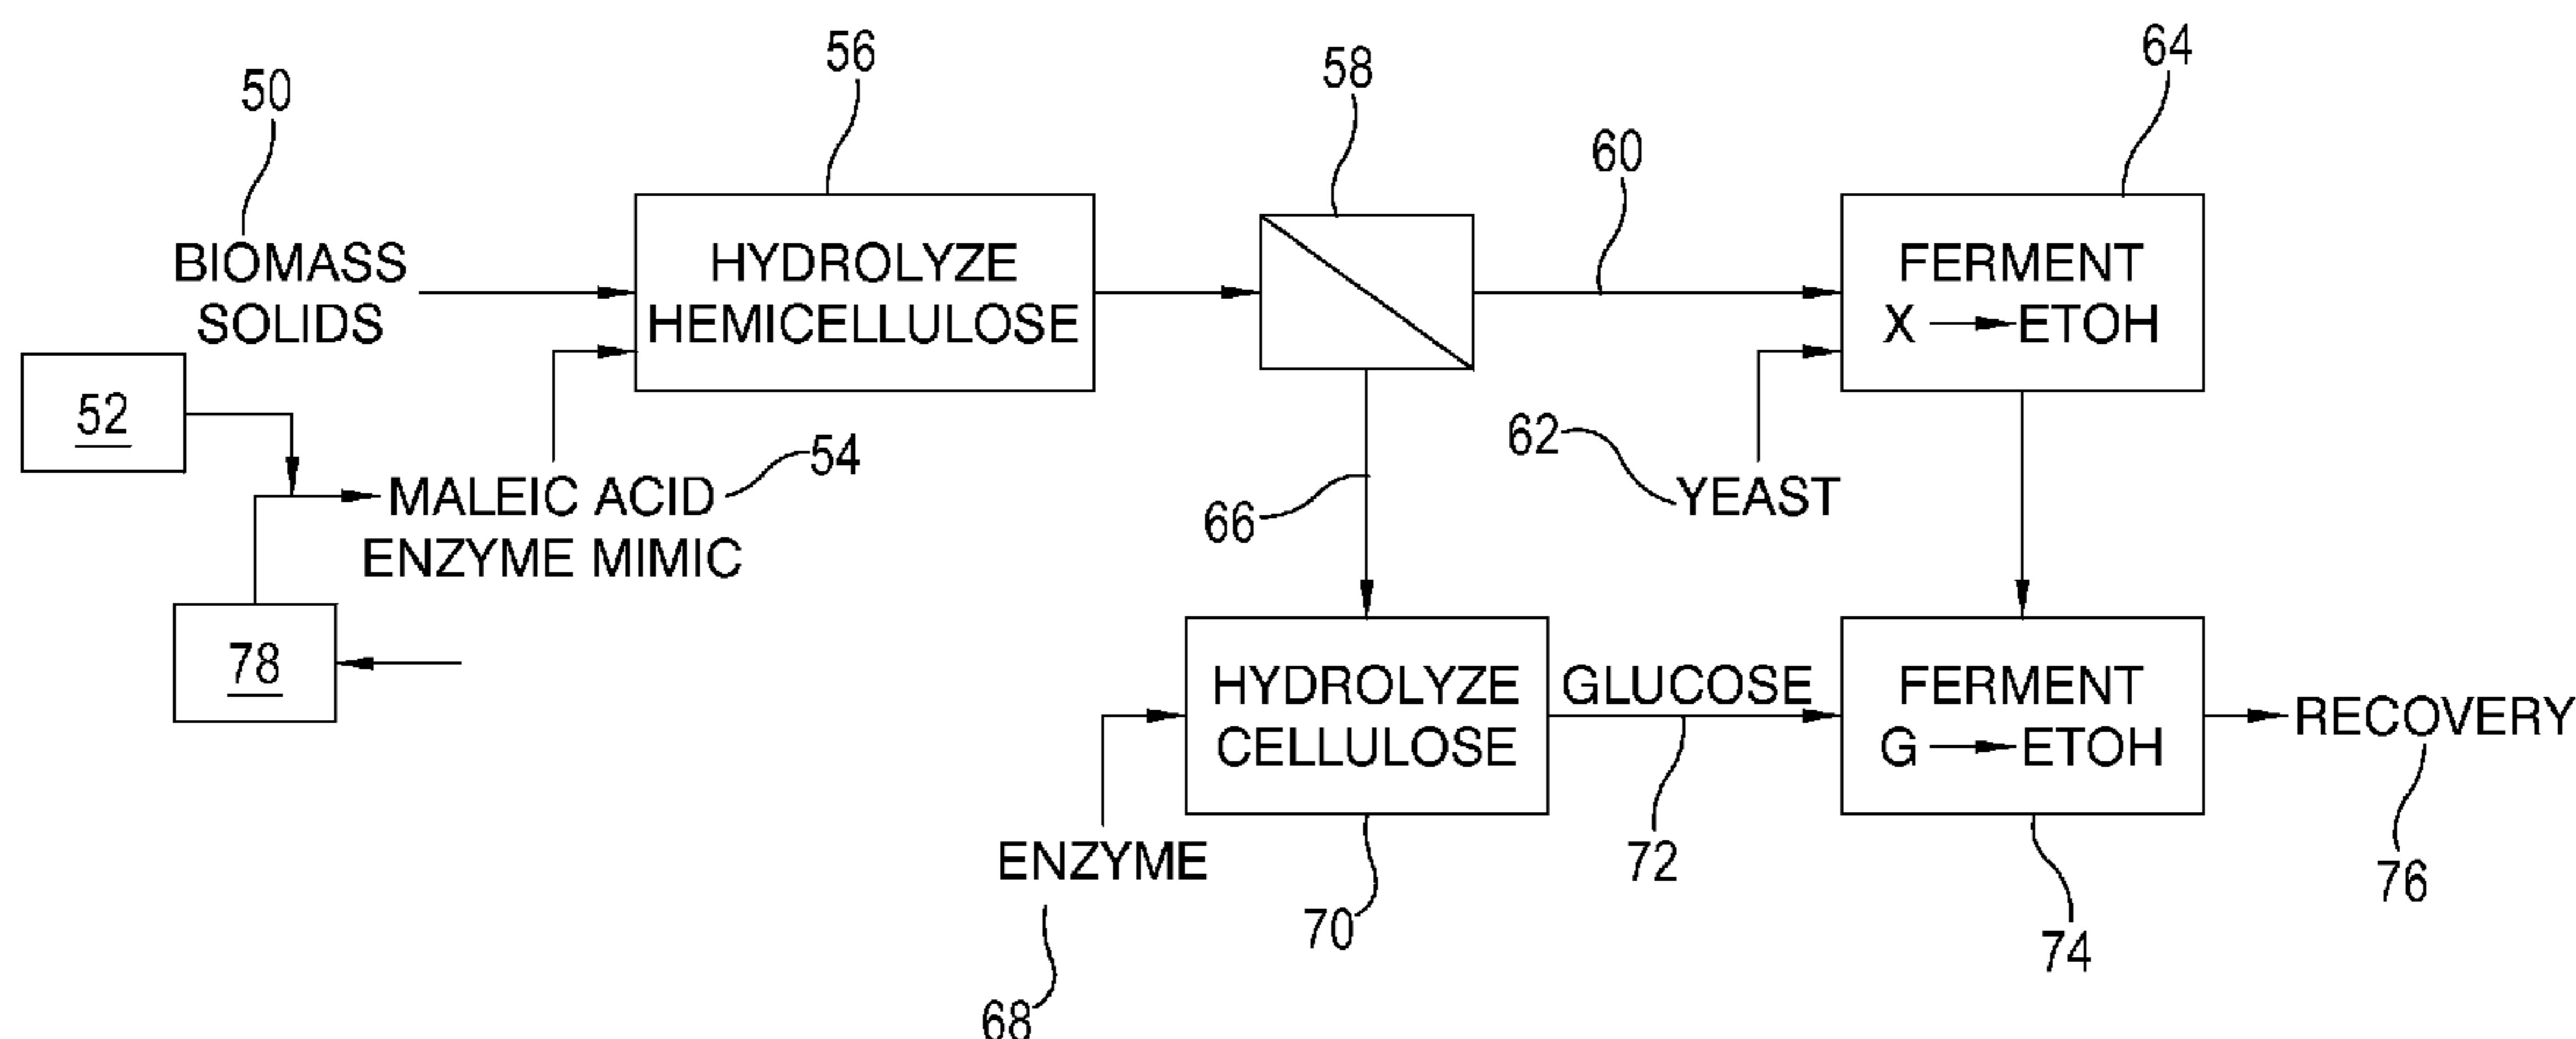 50
56
58
64
60
BIOMASS
SOLIDS
HYDROLYZE
HEMICELLULOSE
FERMENT
X → ETOH
52
54
62
66
MALEIC ACID
ENZYME MIMIC
YEAST
78
HYDROLYZE
CELLULOSE
GLUCOSE
FERMENT
G → ETOH
RECOVERY
ENZYME
72
76
70
74
68